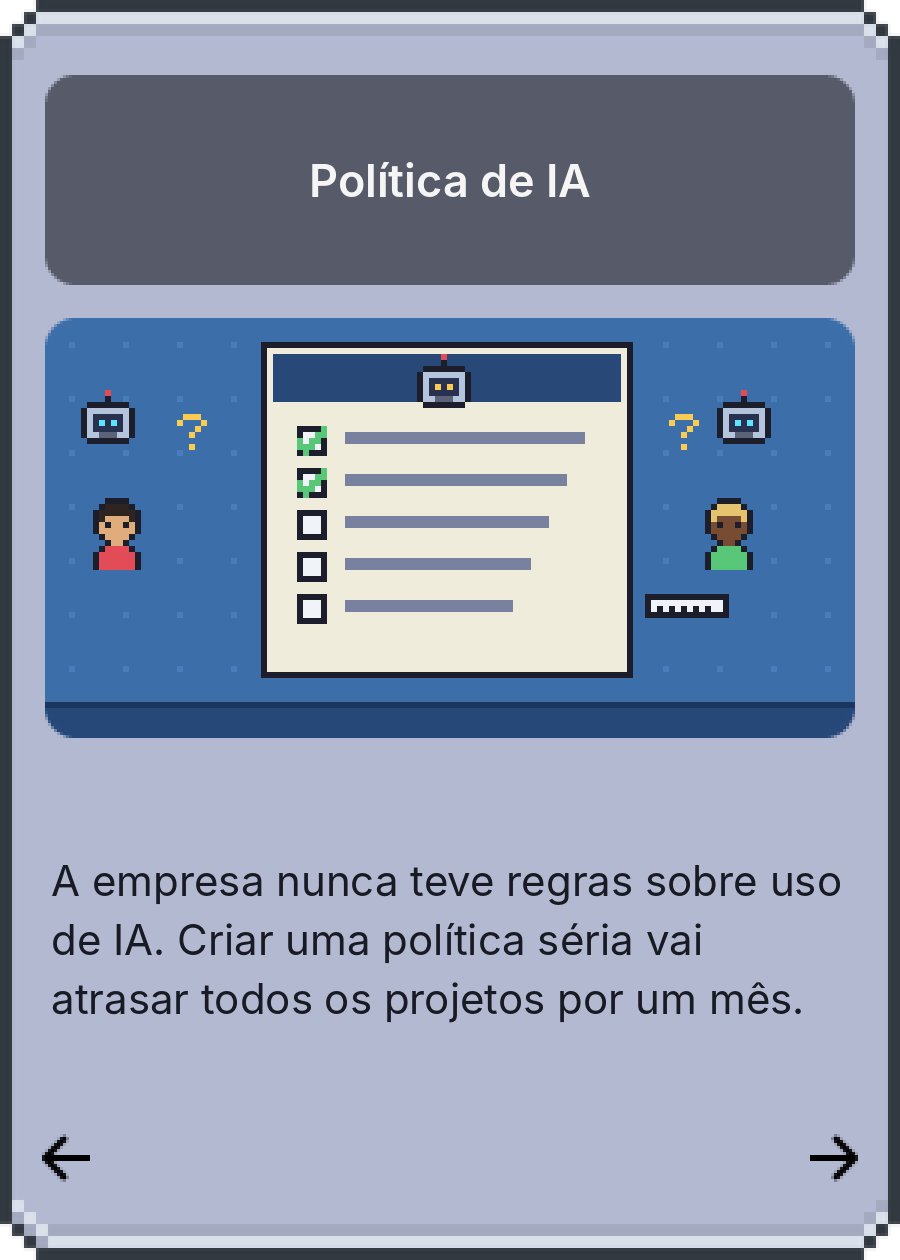 Política de IA
A empresa nunca teve regras sobre uso
de IA. Criar uma política séria vai
atrasar todos os projetos por um mês.